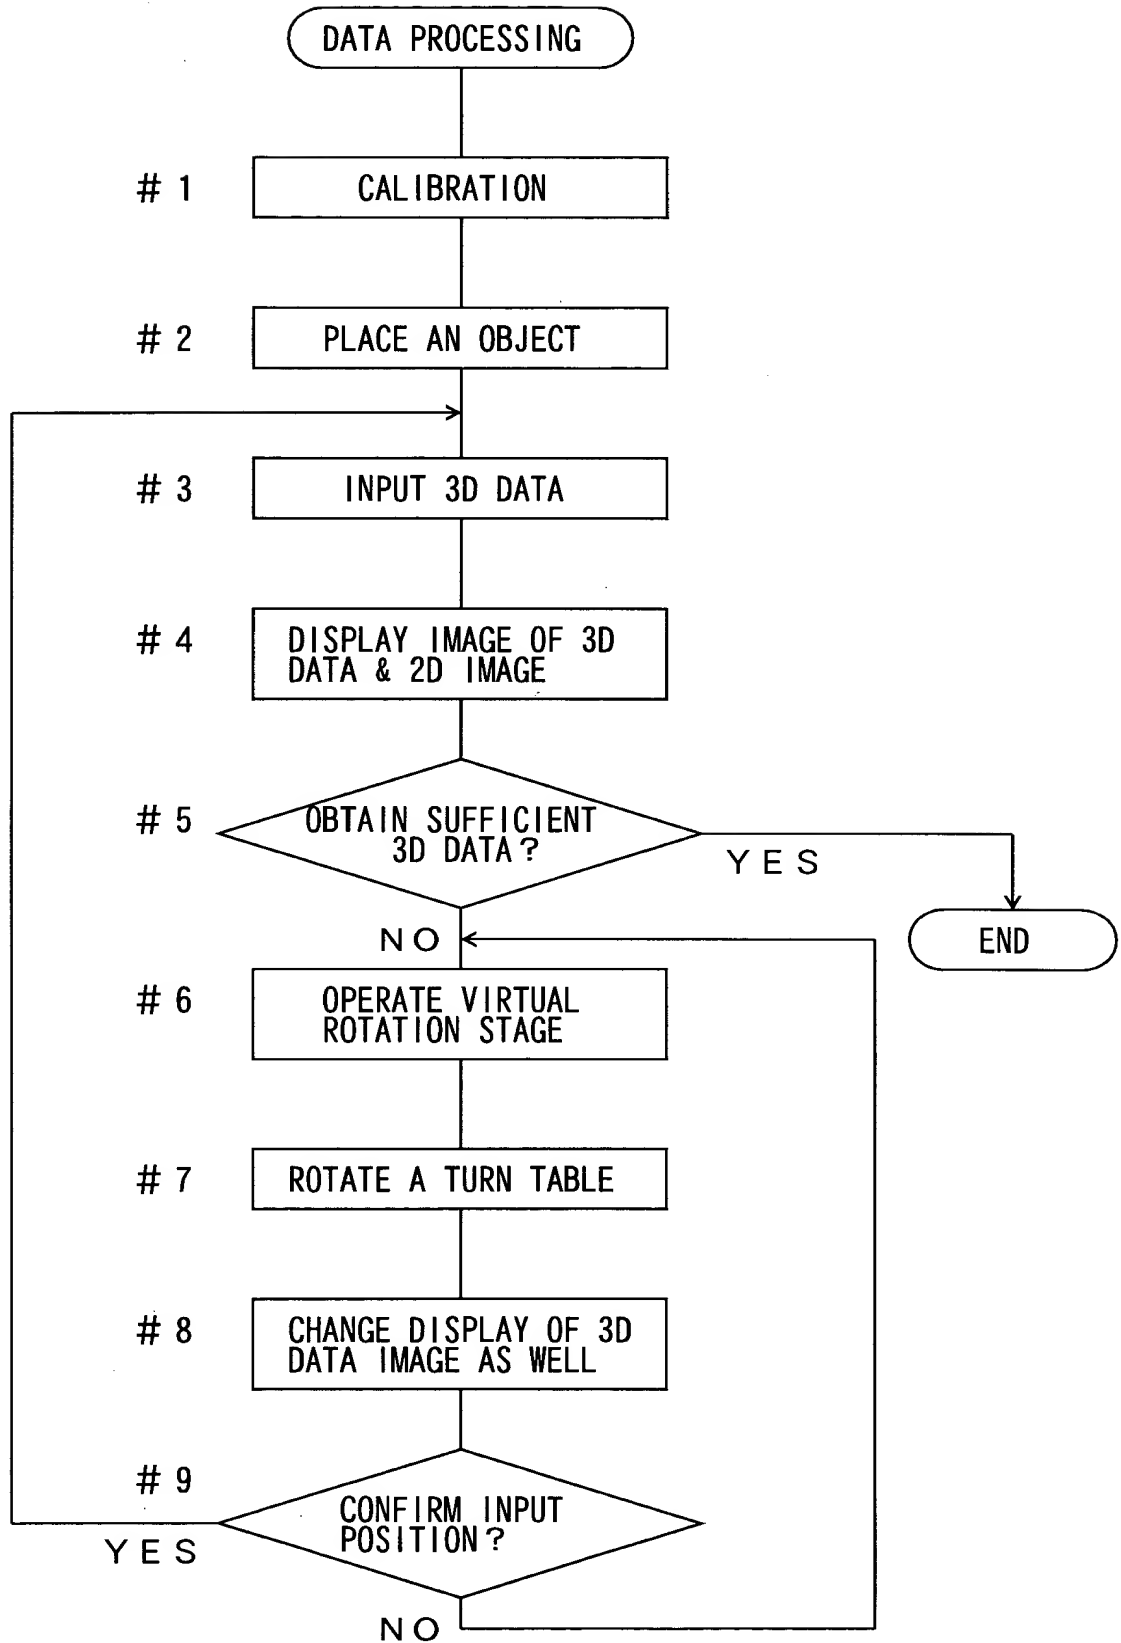 DATA PROCESSING
# 1
CALIBRATION
# 2
PLACE AN OBJECT
# 3
INPUT 3D DATA
# 4
DISPLAY IMAGE OF 3D
DATA & 2D IMAGE
# 5
OBTAIN SUFFICIENT
3D DATA?
YES
NO
END
# 6
OPERATE VIRTUAL
ROTATION STAGE
# 7
ROTATE A TURN TABLE
# 8
CHANGE DISPLAY OF 3D
DATA IMAGE AS WELL
# 9
CONFIRM INPUT
POSITION?
YES
NO